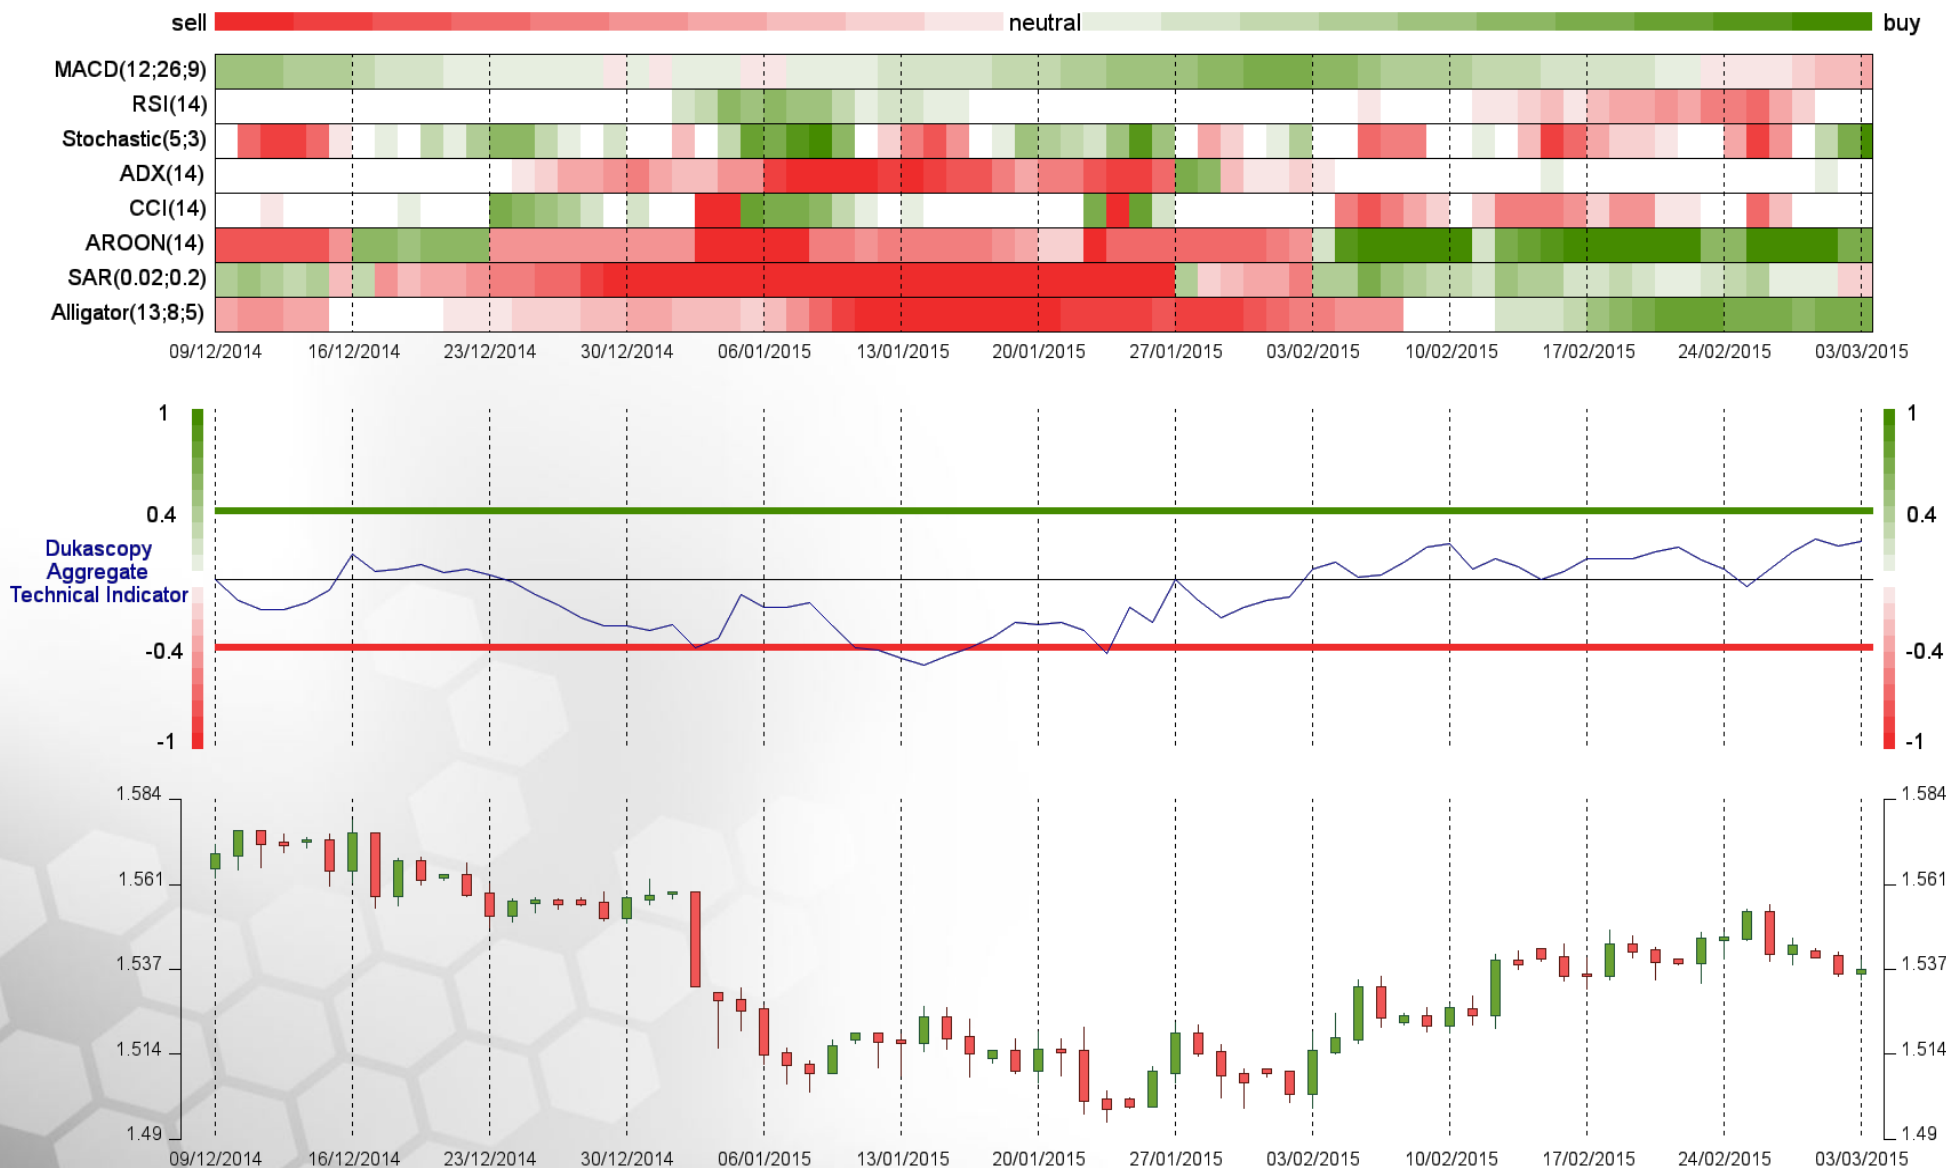 sell neutral buy
MACD(12;26;9)
RSI(14)
Stochastic(5;3)
ADX(14)
CCI(14)
AROON(14)
SAR(0.02;0.2)
Alligator(13;8;5)
09/12/2014 16/12/2014 23/12/2014 30/12/2014 06/01/2015 13/01/2015 20/01/2015 27/01/2015 03/02/2015 10/02/2015 17/02/2015 24/02/2015 03/03/2015
1 1
0.4 0.4
Dukascopy
Aggregate
Technical Indicator
-0.4 -0.4
-1 -1
1.584 1.584
1.561 1.561
1.537 1.537
1.514 1.514
1.49 1.49
09/12/2014 16/12/2014 23/12/2014 30/12/2014 06/01/2015 13/01/2015 20/01/2015 27/01/2015 03/02/2015 10/02/2015 17/02/2015 24/02/2015 03/03/2015